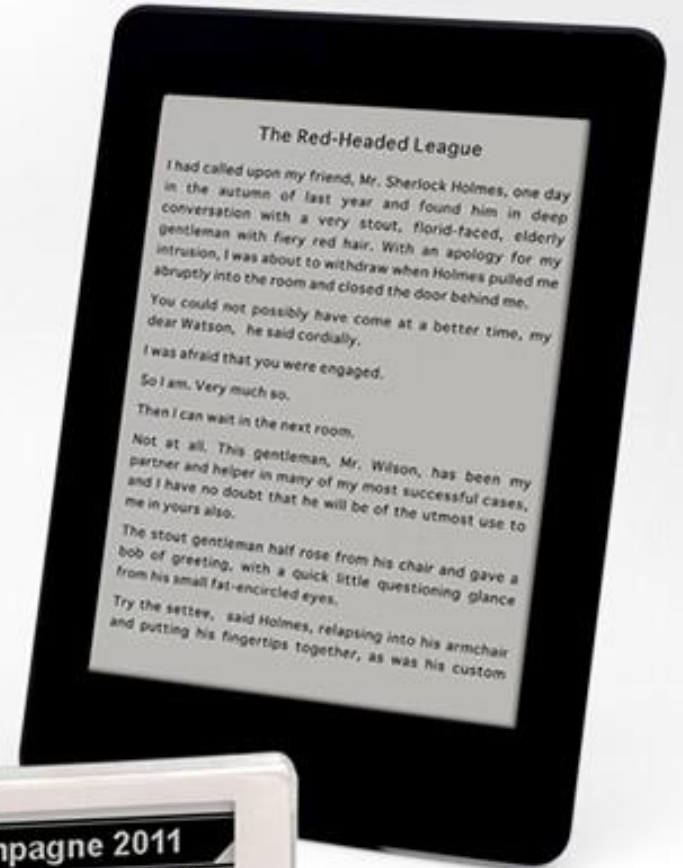 The Red-Headed League
I had called upon my friend, Mr. Sherlock Holmes, one day
in the autumn of last year and found him in deep
conversation with a very stout, florid-faced, elderly
gentleman with fiery red hair. With an apology for my
intrusion, I was about to withdraw when Holmes pulled me
abruptly into the room and closed the door behind me.
You could not possibly have come at a better time, my
dear Watson, he said cordially.
I was afraid that you were engaged.
So I am. Very much so.
Then I can wait in the next room.
Not at all. This gentleman, Mr. Wilson, has been my
partner and helper in many of my most successful cases,
and I have no doubt that he will be of the utmost use to
me in yours also.
The stout gentleman half rose from his chair and gave a
bob of greeting, with a quick little questioning glance
from his small fat-encircled eyes.
Try the settee, said Holmes, relapsing into his armchair
and putting his fingertips together, as was his custom
mpagne 2011